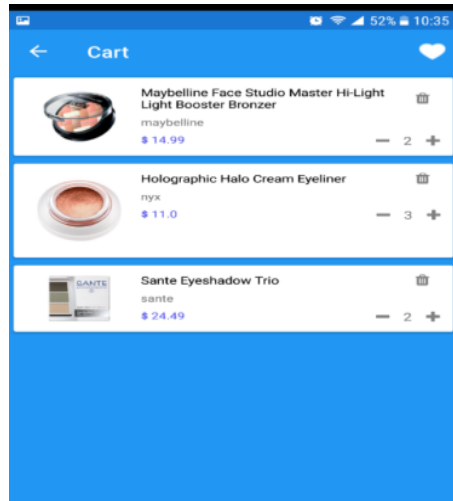 52% 10:35
Cart
Maybelline Face Studio Master Hi-Light
Light Booster Bronzer
maybelline
$ 14.99
2
Holographic Halo Cream Eyeliner
nyx
$ 11.0
3
SANTE
Sante Eyeshadow Trio
sante
$ 24.49
2